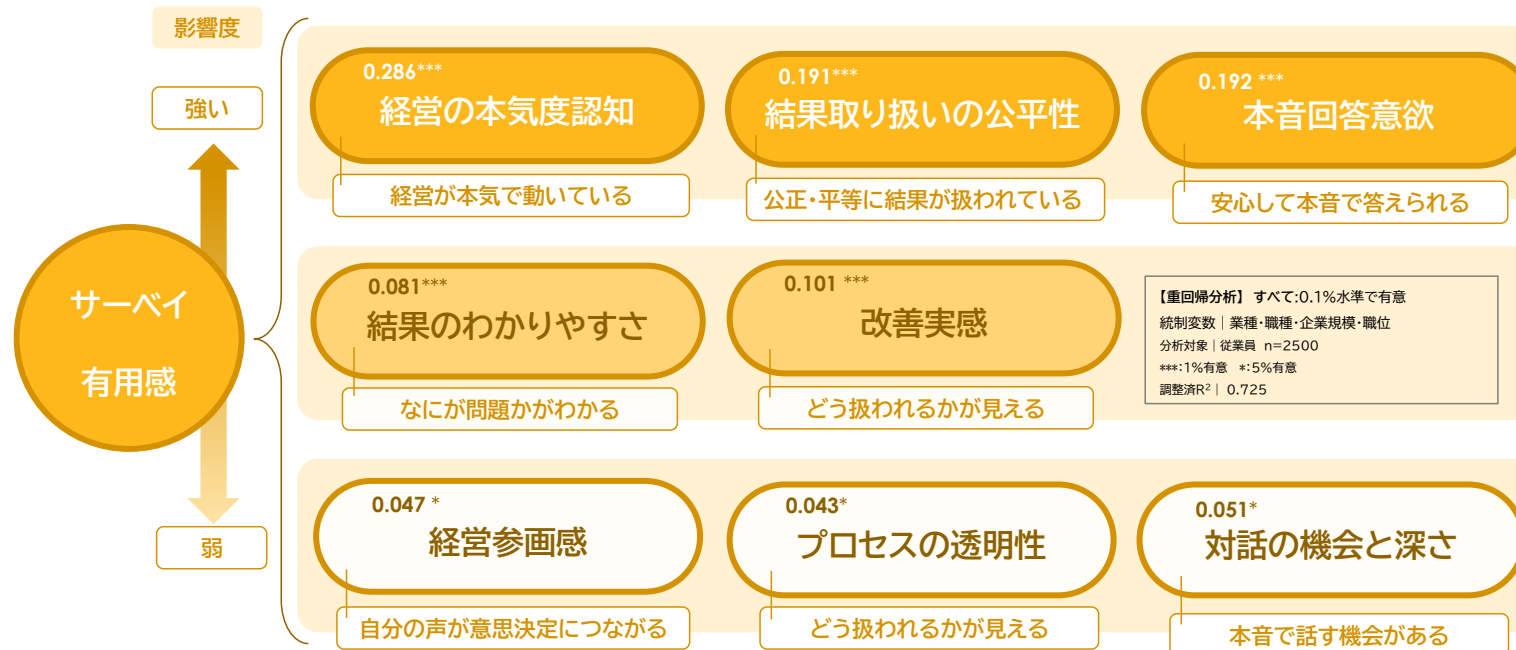 影響度
強い
サーベイ
有用感
弱
0.286***
経営の本気度認知
経営が本気で動いている
0.191***
結果取り扱いの公平性
公正・平等に結果が扱われている
0.192 ***
本音回答意欲
安心して本音で答えられる
0.081***
結果のわかりやすさ
なにが問題かがわかる
0.101 ***
改善実感
どう扱われるかが見える
【重回帰分析】 すべて:0.1%水準で有意
統制変数｜業種・職種・企業規模・職位
分析対象｜従業員 n=2500
***:1%有意 *:5%有意
調整済R²｜ 0.725
0.047 *
経営参画感
自分の声が意思決定につながる
0.043*
プロセスの透明性
どう扱われるかが見える
0.051*
対話の機会と深さ
本音で話す機会がある